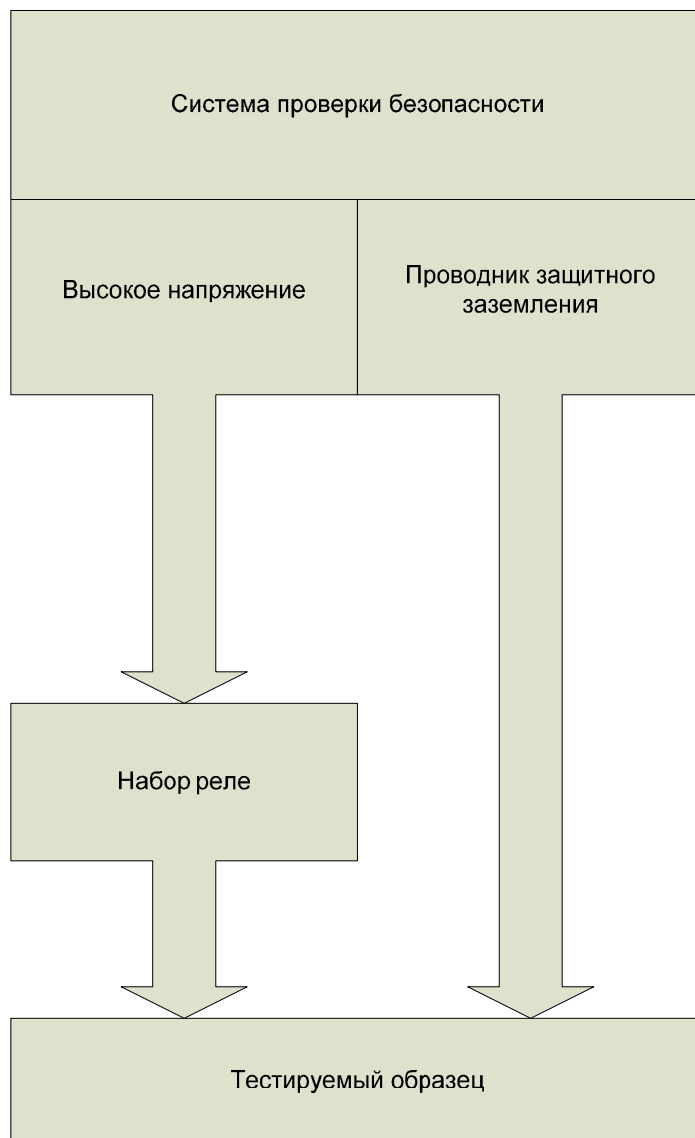 Система проверки безопасности
Высокое напряжение
Проводник защитного
заземления
Набор реле
Тестируемый образец